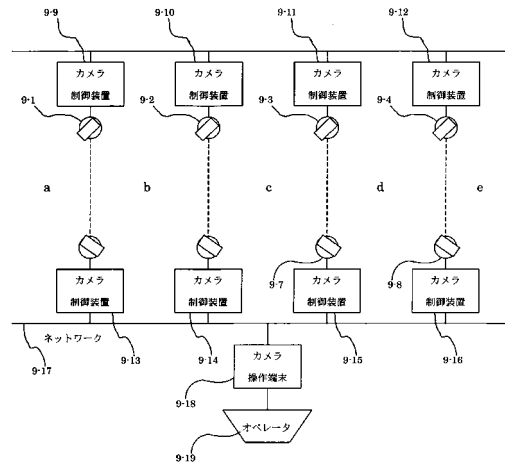 9-9
9-10
9-11
9-12
カメラ
制御装置
カメラ
制御装置
カメラ
制御装置
カメラ
制御装置
9-1
9-2
9-3
9-4
a
b
c
d
e
9-7
9-8
カメラ
制御装置
カメラ
制御装置
カメラ
制御装置
カメラ
制御装置
ネットワーク
9-17
9-13
9-14
9-15
9-16
カメラ
操作端末
9-18
オペレータ
9-19